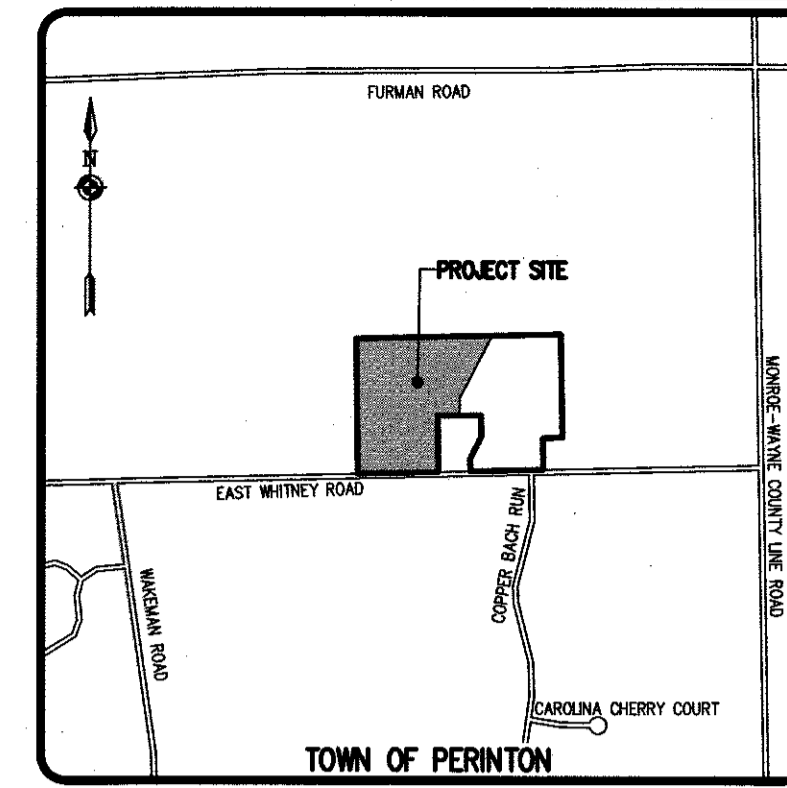 FURMAN ROAD
N
PROJECT SITE
MONROE-WAYNE COUNTY LINE ROAD
EAST WHITNEY ROAD
COPPER BACH RUN
WAKEMAN ROAD
CAROLINA CHERRY COURT
TOWN OF PERINTON